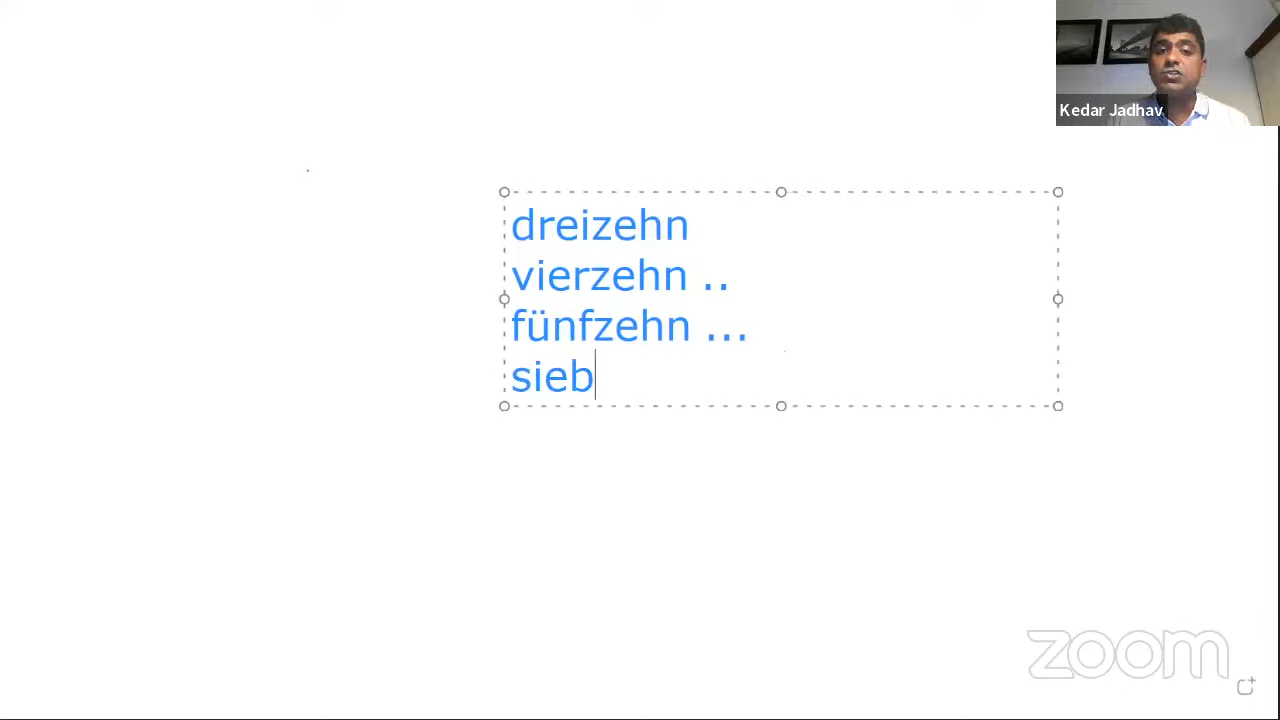 Kedar Jadhav
dreizehn
vierzehn ..
fünfzehn ...
sieb
zoom